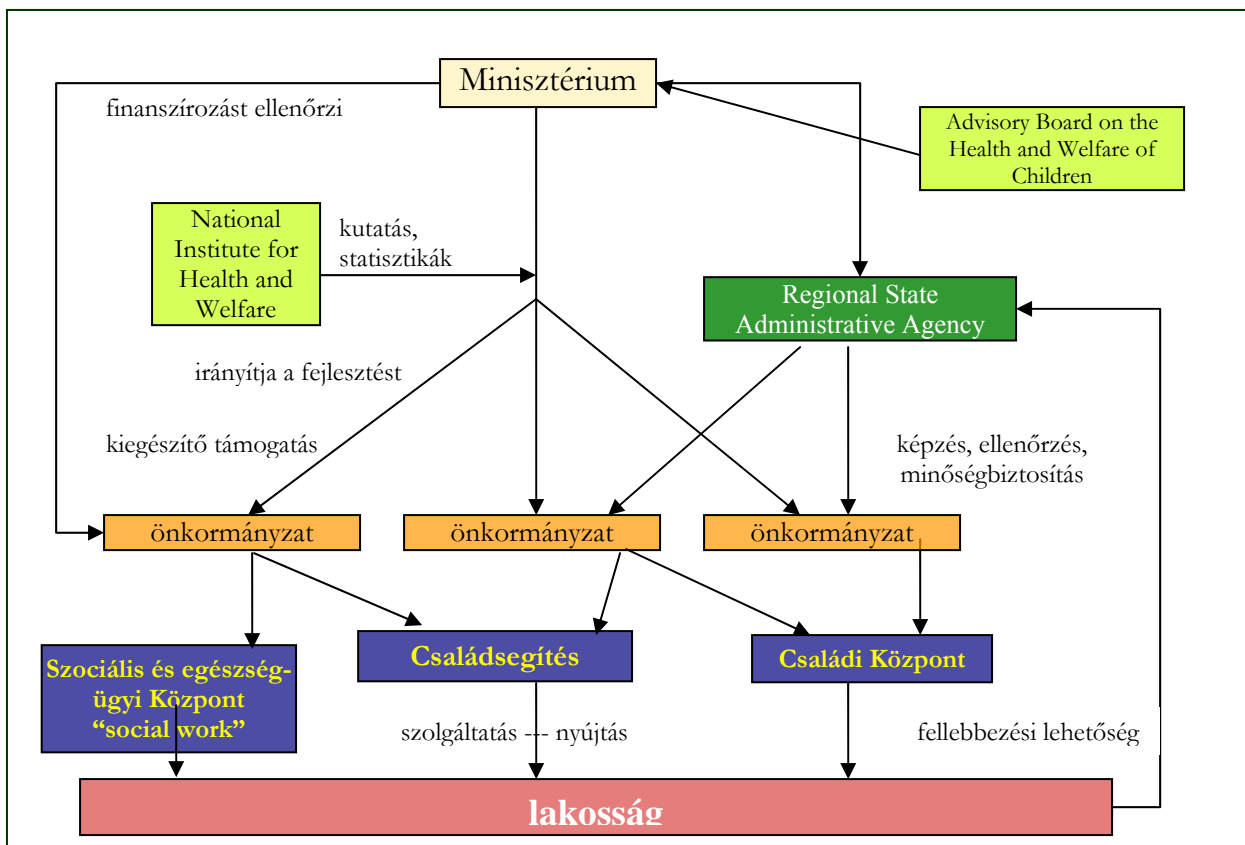 Minisztérium
finanszírozást ellenőrzi
Advisory Board on the
Health and Welfare of
Children
National
Institute for
Health and
Welfare
kutatás,
statisztikák
Regional State
Administrative Agency
irányítja a fejlesztést
kiegészítő támogatás
képzés, ellenőrzés,
minőségbiztosítás
önkormányzat
önkormányzat
önkormányzat
Szociális és egészség-
ügyi Központ
“social work”
Családsegítés
Családi Központ
szolgáltatás --- nyújtás
fellebbezési lehetőség
lakosság